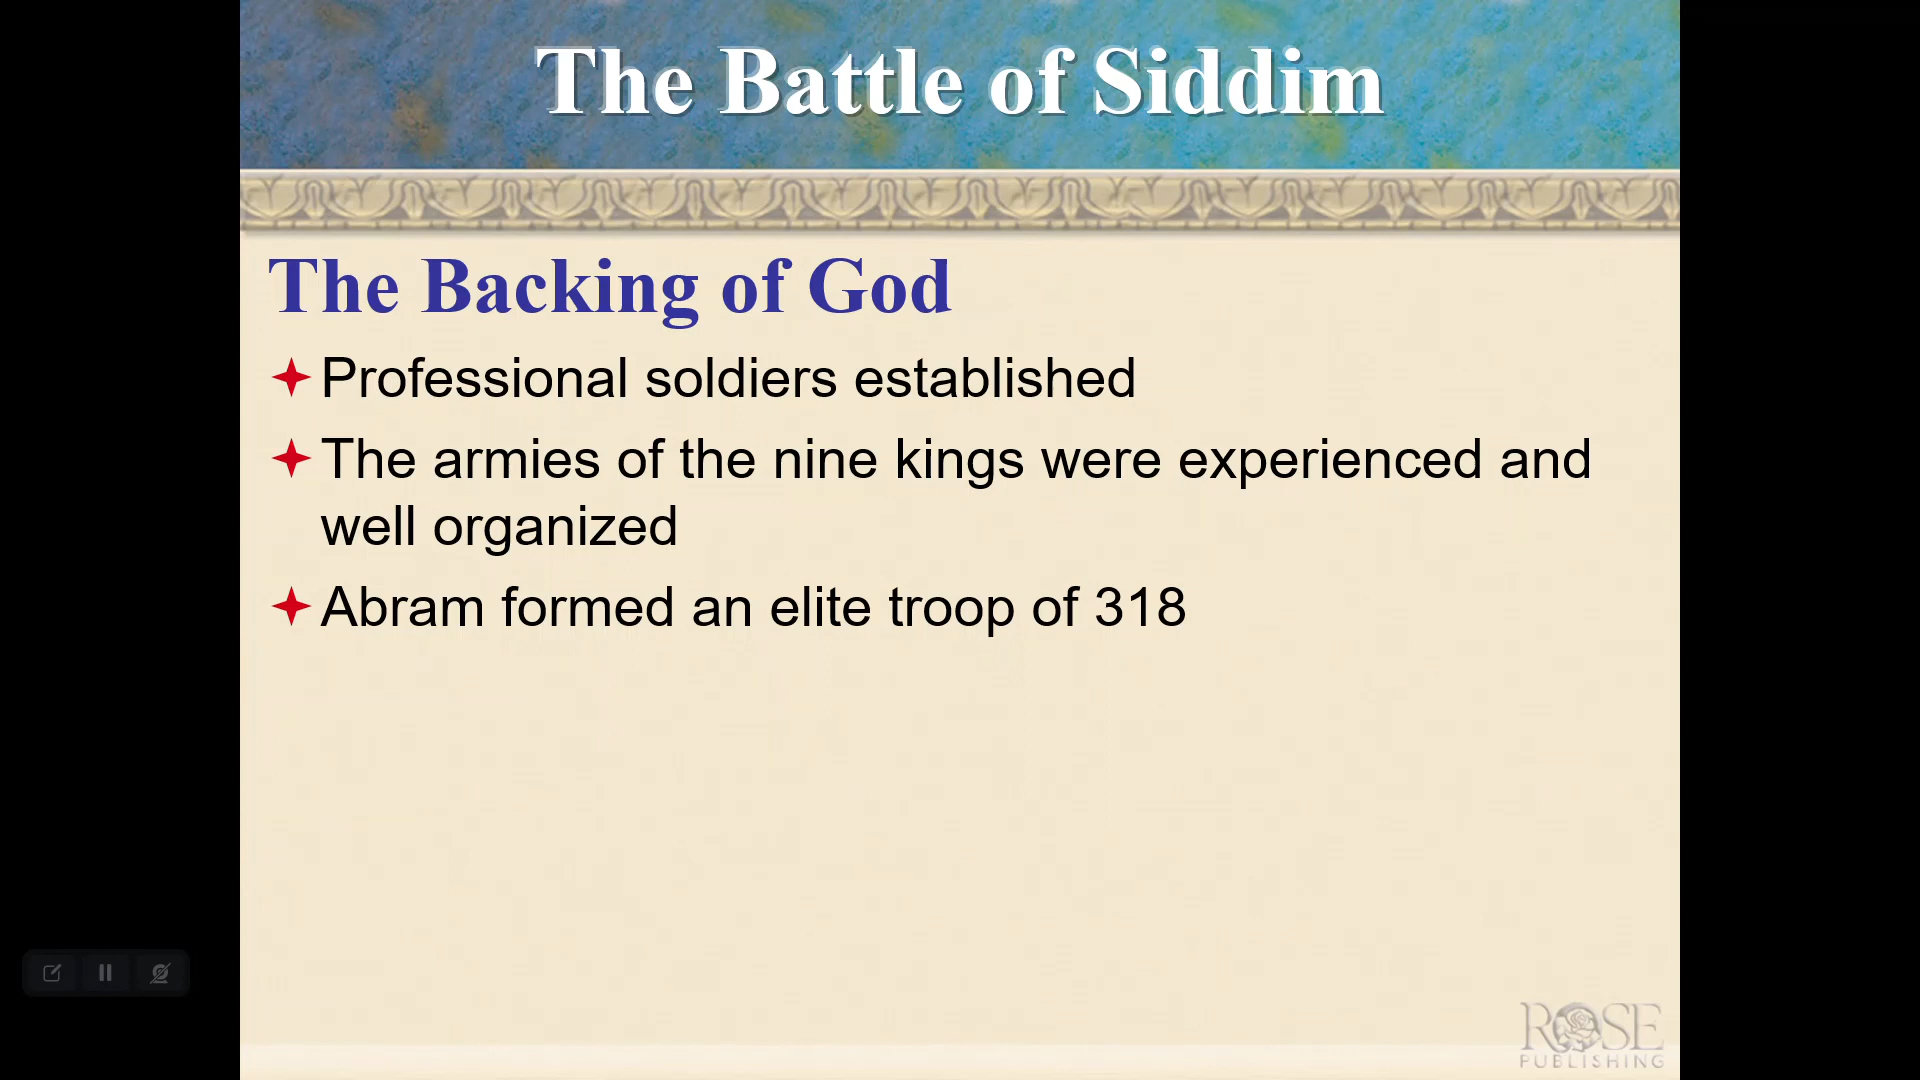 The Battle of Siddim
The Backing of God
Professional soldiers established
The armies of the nine kings were experienced and
well organized
Abram formed an elite troop of 318
ROSE
PUBLISHING